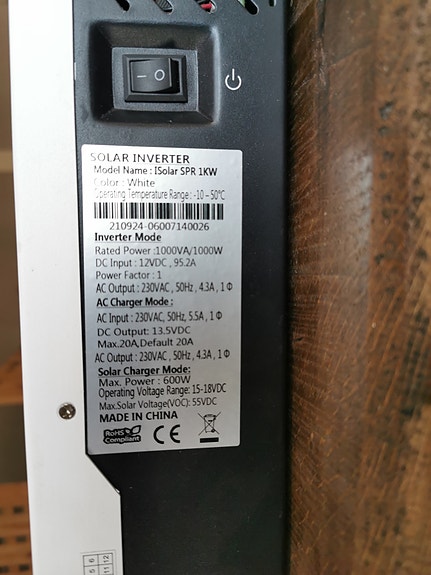 — O
SOLAR INVERTER
Model Name : ISolar SPR 1KW
Color : White
Operating Temperature Range : -10 ~ 50℃
210924-06007140026
Inverter Mode
Rated Power :1000VA/1000W
DC Input : 12VDC , 95.2A
Power Factor : 1
AC Output : 230VAC , 50Hz , 4.3A , 1 Φ
AC Charger Mode :
AC Input : 230VAC, 50Hz, 5.5A , 1 Φ
DC Output: 13.5VDC
Max.20A,Default 20A
AC Output : 230VAC , 50Hz , 4.3A , 1 Φ
Solar Charger Mode:
Max. Power : 600W
Operating Voltage Range: 15-18VDC
Max.Solar Voltage(VOC): 55VDC
MADE IN CHINA
RoHS
Compliant
CE
5 6
11 12